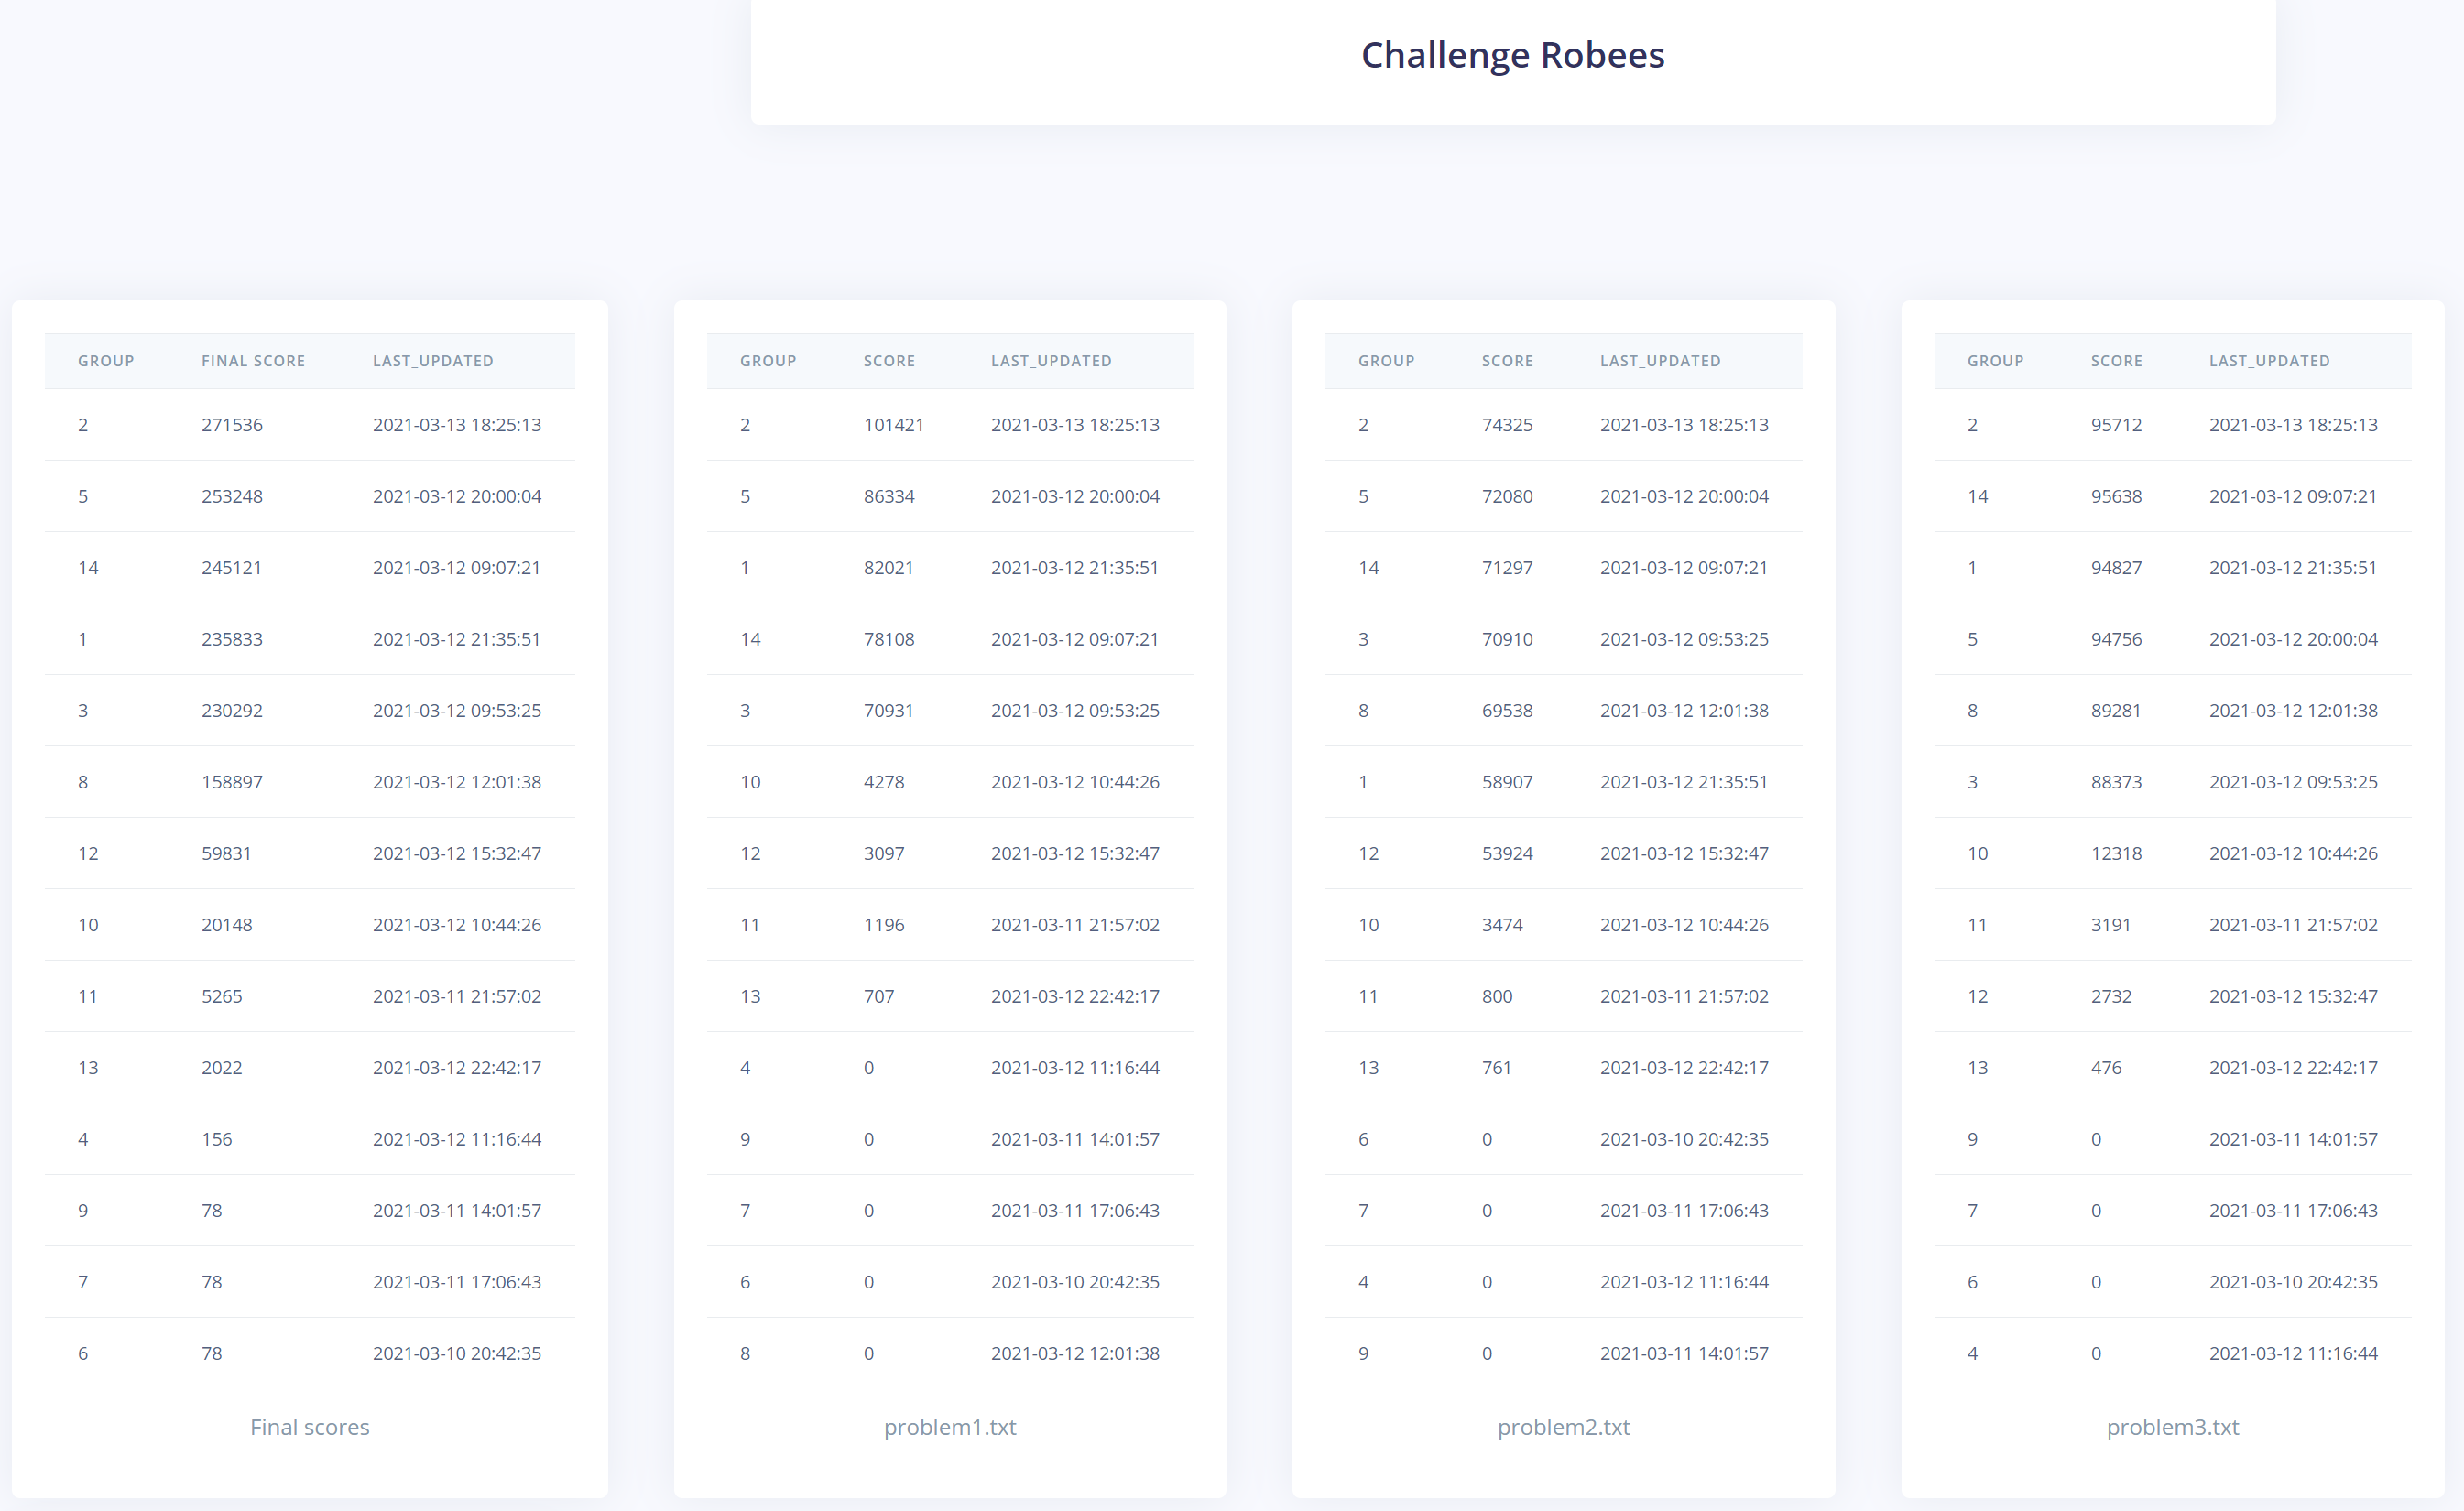 Challenge Robees
GROUP FINAL SCORE LAST_UPDATED
2 271536 2021-03-13 18:25:13
5 253248 2021-03-12 20:00:04
14 245121 2021-03-12 09:07:21
1 235833 2021-03-12 21:35:51
3 230292 2021-03-12 09:53:25
8 158897 2021-03-12 12:01:38
12 59831 2021-03-12 15:32:47
10 20148 2021-03-12 10:44:26
11 5265 2021-03-11 21:57:02
13 2022 2021-03-12 22:42:17
4 156 2021-03-12 11:16:44
9 78 2021-03-11 14:01:57
7 78 2021-03-11 17:06:43
6 78 2021-03-10 20:42:35
Final scores
GROUP SCORE LAST_UPDATED
2 101421 2021-03-13 18:25:13
5 86334 2021-03-12 20:00:04
1 82021 2021-03-12 21:35:51
14 78108 2021-03-12 09:07:21
3 70931 2021-03-12 09:53:25
10 4278 2021-03-12 10:44:26
12 3097 2021-03-12 15:32:47
11 1196 2021-03-11 21:57:02
13 707 2021-03-12 22:42:17
4 0 2021-03-12 11:16:44
9 0 2021-03-11 14:01:57
7 0 2021-03-11 17:06:43
6 0 2021-03-10 20:42:35
8 0 2021-03-12 12:01:38
problem1.txt
GROUP SCORE LAST_UPDATED
2 74325 2021-03-13 18:25:13
5 72080 2021-03-12 20:00:04
14 71297 2021-03-12 09:07:21
3 70910 2021-03-12 09:53:25
8 69538 2021-03-12 12:01:38
1 58907 2021-03-12 21:35:51
12 53924 2021-03-12 15:32:47
10 3474 2021-03-12 10:44:26
11 800 2021-03-11 21:57:02
13 761 2021-03-12 22:42:17
6 0 2021-03-10 20:42:35
7 0 2021-03-11 17:06:43
4 0 2021-03-12 11:16:44
9 0 2021-03-11 14:01:57
problem2.txt
GROUP SCORE LAST_UPDATED
2 95712 2021-03-13 18:25:13
14 95638 2021-03-12 09:07:21
1 94827 2021-03-12 21:35:51
5 94756 2021-03-12 20:00:04
8 89281 2021-03-12 12:01:38
3 88373 2021-03-12 09:53:25
10 12318 2021-03-12 10:44:26
11 3191 2021-03-11 21:57:02
12 2732 2021-03-12 15:32:47
13 476 2021-03-12 22:42:17
9 0 2021-03-11 14:01:57
7 0 2021-03-11 17:06:43
6 0 2021-03-10 20:42:35
4 0 2021-03-12 11:16:44
problem3.txt